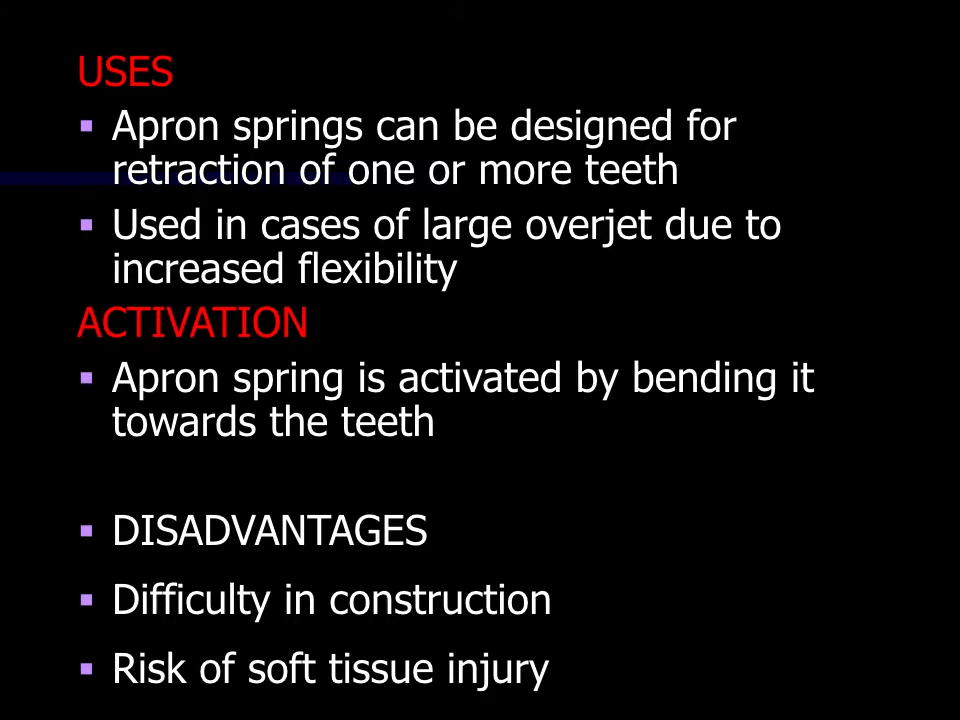 USES
▪ Apron springs can be designed for
retraction of one or more teeth
▪ Used in cases of large overjet due to
increased flexibility
ACTIVATION
▪ Apron spring is activated by bending it
towards the teeth
▪ DISADVANTAGES
▪ Difficulty in construction
▪ Risk of soft tissue injury